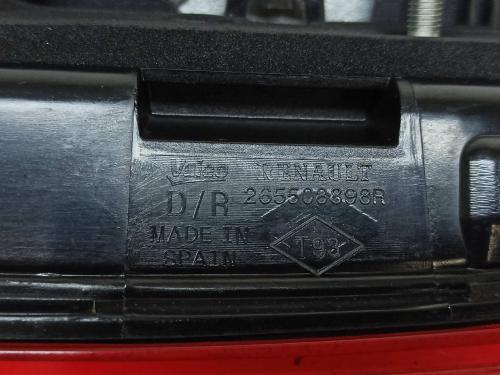 Valeo RENAULT
D/R 265508898R
MADE IN
SPAIN T93